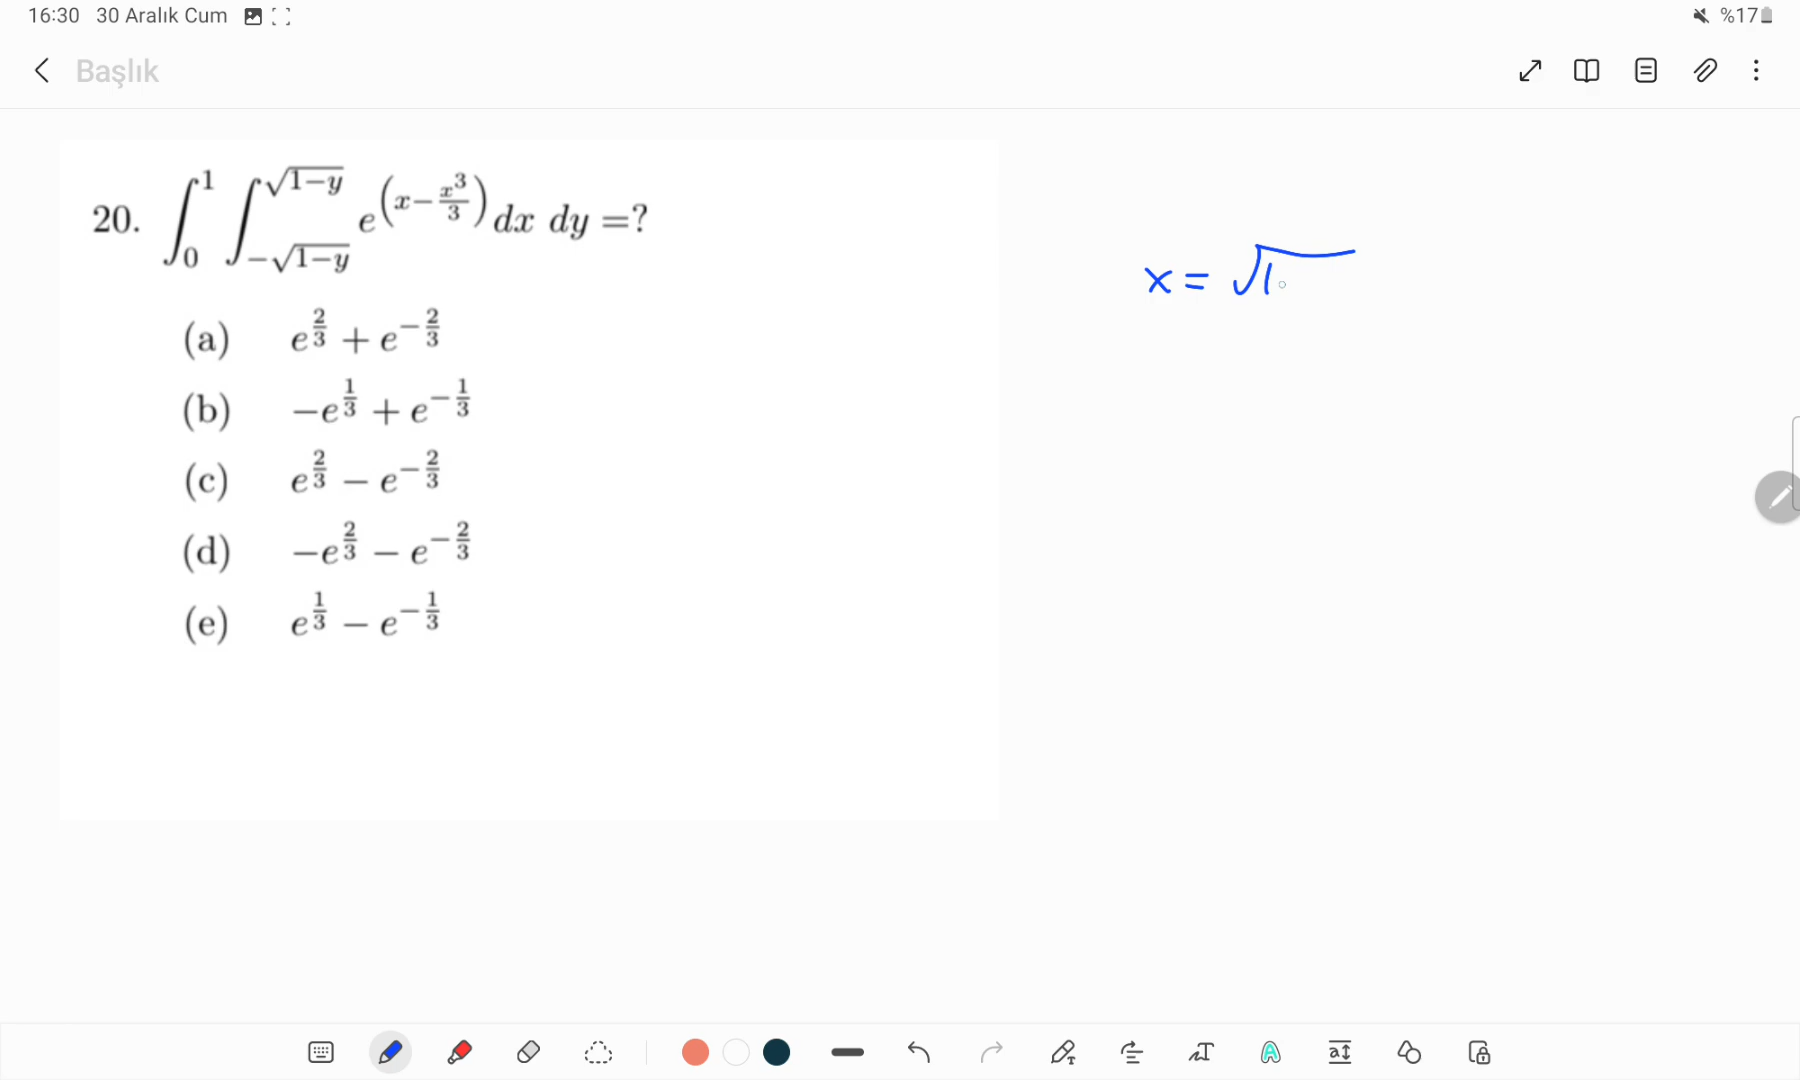 16:30 30 Aralık Cum %17
Başlık
20. ∫₀¹ ∫_{-√(1-y)}^{√(1-y)} e^{(x - x³/3)} dx dy =?
(a) e^{2/3} + e^{-2/3}
(b) -e^{1/3} + e^{-1/3}
(c) e^{2/3} - e^{-2/3}
(d) -e^{2/3} - e^{-2/3}
(e) e^{1/3} - e^{-1/3}
x = √1